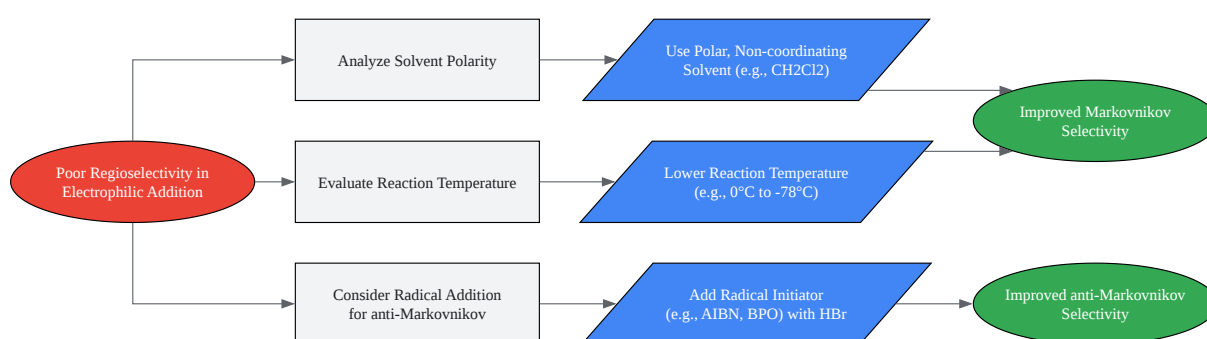 Poor Regioselectivity in
Electrophilic Addition
Analyze Solvent Polarity
Use Polar, Non-coordinating
Solvent (e.g., CH2Cl2)
Evaluate Reaction Temperature
Lower Reaction Temperature
(e.g., 0°C to -78°C)
Improved Markovnikov
Selectivity
Consider Radical Addition
for anti-Markovnikov
Add Radical Initiator
(e.g., AIBN, BPO) with HBr
Improved anti-Markovnikov
Selectivity